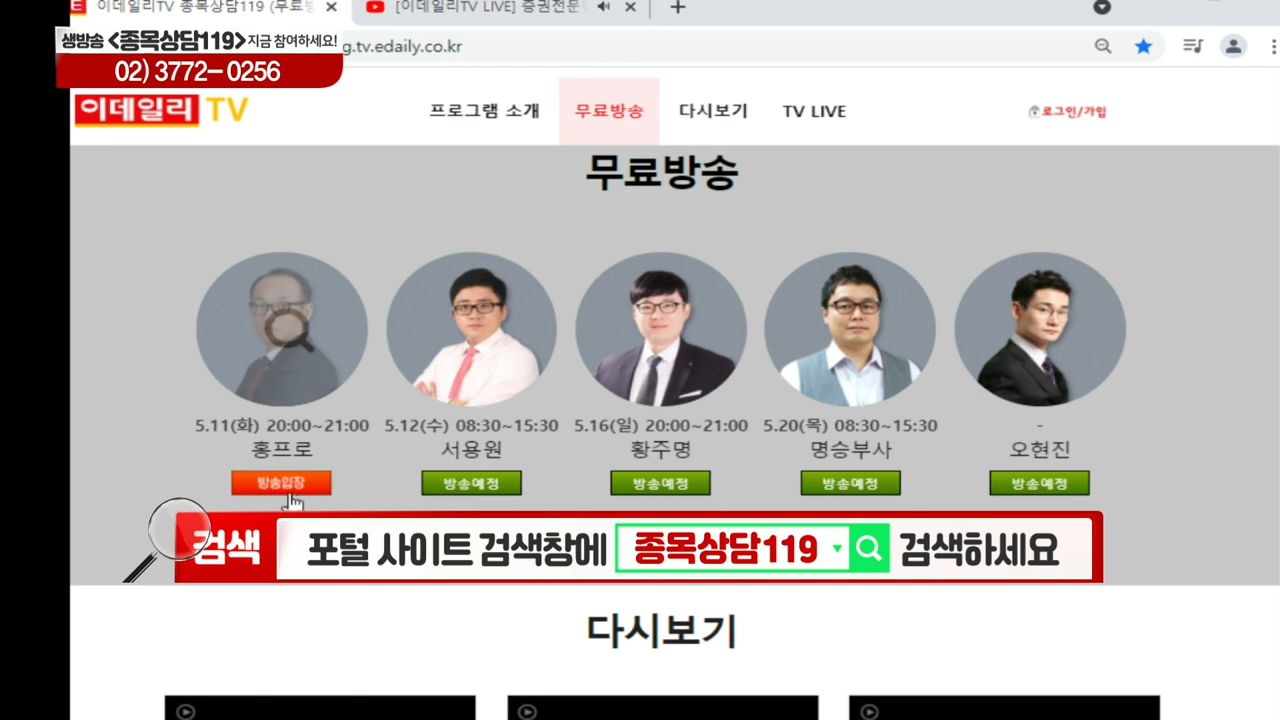 이데일리TV 종목상담119 (무료방
[이데일리TV LIVE] 증권전문
생방송 <종목상담119> 지금 참여하세요!
02) 3772-0256
g.tv.edaily.co.kr
이데일리 TV
프로그램 소개 무료방송 다시보기 TV LIVE 로그인/가입
무료방송
5.11(화) 20:00~21:00 5.12(수) 08:30~15:30 5.16(일) 20:00~21:00 5.20(목) 08:30~15:30 -
홍프로 서용원 황주명 명승부사 오현진
방송입장 방송예정 방송예정 방송예정 방송예정
검색 포털 사이트 검색창에 종목상담119 검색하세요
다시보기